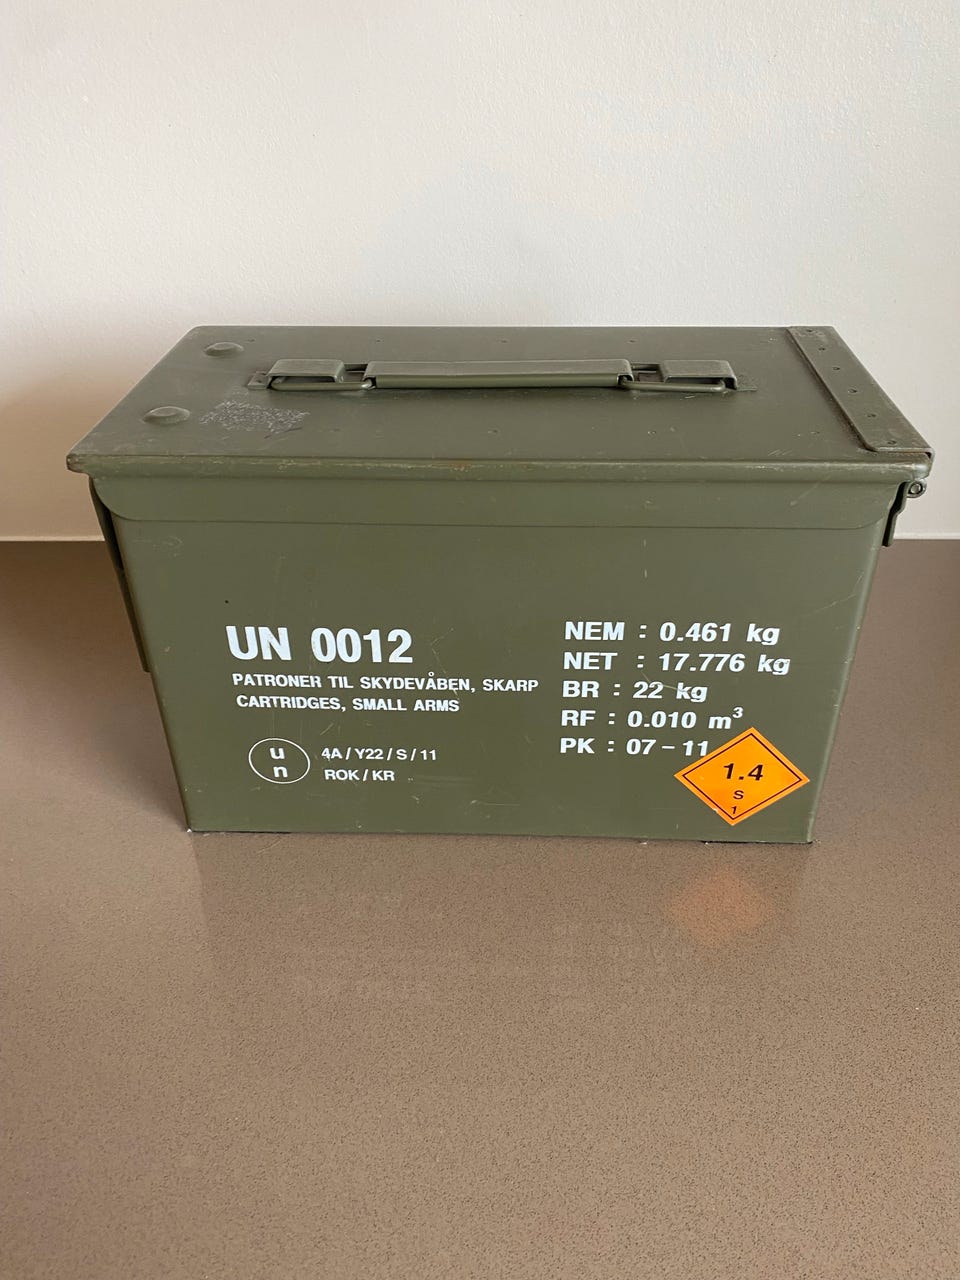 UN 0012
PATRONER TIL SKYDEVÅBEN, SKARP
CARTRIDGES, SMALL ARMS
u
n
4A/Y22/S/11
ROK/KR
NEM : 0.461 kg
NET : 17.776 kg
BR : 22 kg
RF : 0.010 m³
PK : 07-11
1.4
S
1